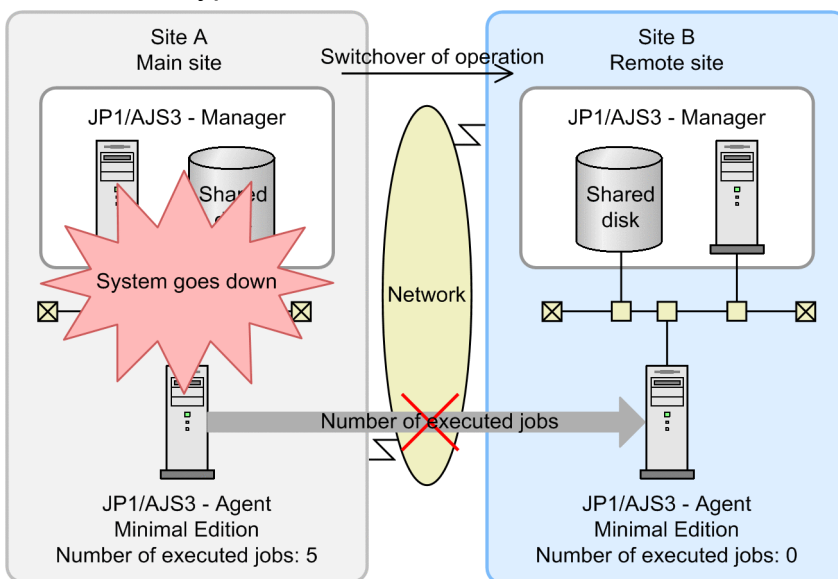 Site A
Main site
Switchover of operation
Site B
Remote site
JP1/AJS3 - Manager
JP1/AJS3 - Manager
Shared
Shared
disk
System goes down
Network
Number of executed jobs
JP1/AJS3 - Agent
Minimal Edition
Number of executed jobs: 5
JP1/AJS3 - Agent
Minimal Edition
Number of executed jobs: 0